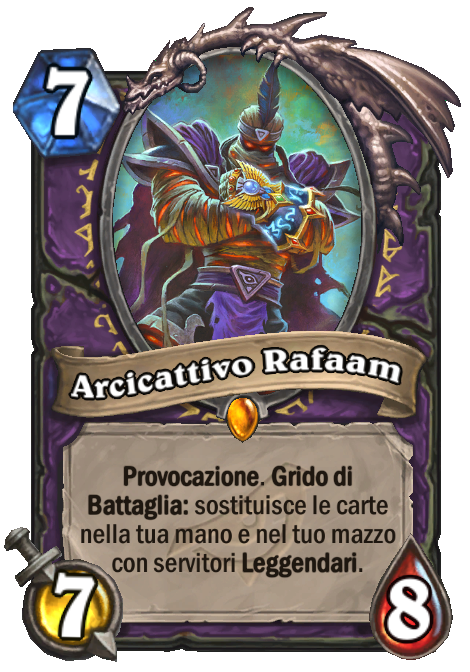 7
Arcicattivo Rafaam
Provocazione. Grido di
Battaglia: sostituisce le carte
nella tua mano e nel tuo mazzo
con servitori Leggendari.
7
8